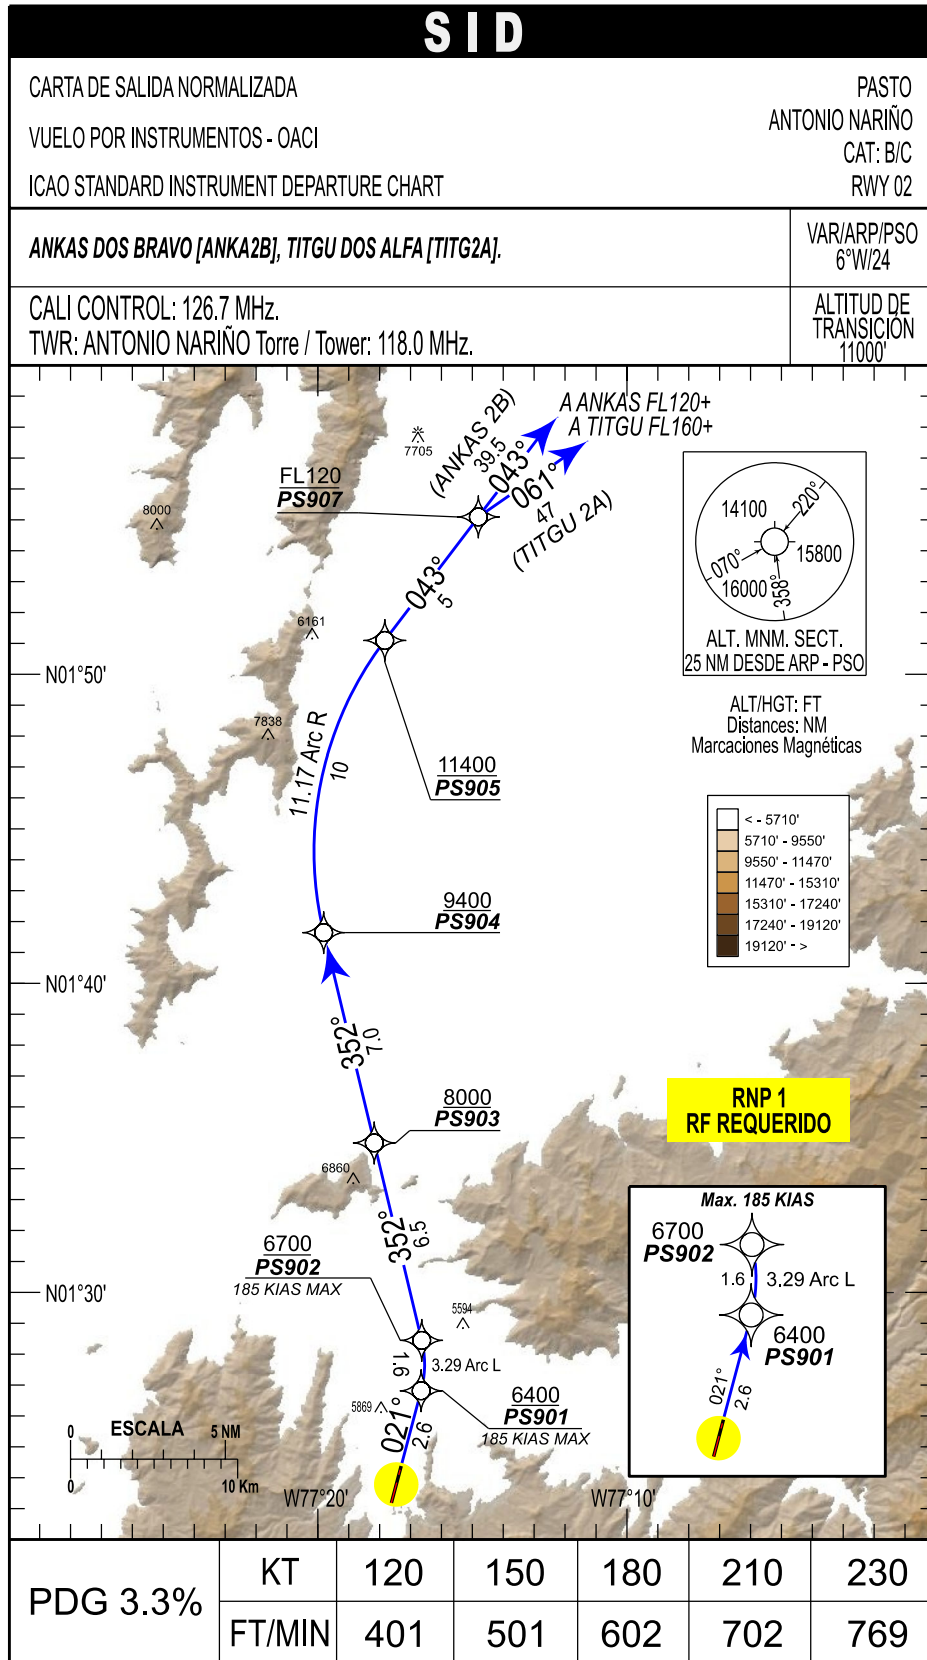 SID
CARTA DE SALIDA NORMALIZADA
VUELO POR INSTRUMENTOS - OACI
ICAO STANDARD INSTRUMENT DEPARTURE CHART
PASTO
ANTONIO NARIÑO
CAT: B/C
RWY 02
ANKAS DOS BRAVO [ANKA2B], TITGU DOS ALFA [TITG2A].
VAR/ARP/PSO
6°W/24
CALI CONTROL: 126.7 MHz.
TWR: ANTONIO NARIÑO Torre / Tower: 118.0 MHz.
ALTITUD DE
TRANSICIÓN
11000'
A ANKAS FL120+
A TITGU FL160+
(ANKAS 2B)
39.5
043°
061°
47
(TITGU 2A)
7705
FL120
PS907
8000
043°
5
6161
N01°50'
7838
11.17 Arc R
10
11400
PS905
14100
220°
15800
070°
16000
358°
ALT. MNM. SECT.
25 NM DESDE ARP - PSO
ALT/HGT: FT
Distances: NM
Marcaciones Magnéticas
< - 5710'
5710' - 9550'
9550' - 11470'
11470' - 15310'
15310' - 17240'
17240' - 19120'
19120' - >
9400
PS904
N01°40'
352°
7.0
8000
PS903
RNP 1
RF REQUERIDO
6860
352°
6.5
6700
PS902
185 KIAS MAX
N01°30'
5594
1.6
3.29 Arc L
6400
PS901
185 KIAS MAX
5869
021°
2.6
Max. 185 KIAS
6700
PS902
1.6
3.29 Arc L
6400
PS901
021°
2.6
ESCALA
0
5 NM
0
10 Km
W77°20'
W77°10'
PDG 3.3%
KT 120 150 180 210 230
FT/MIN 401 501 602 702 769